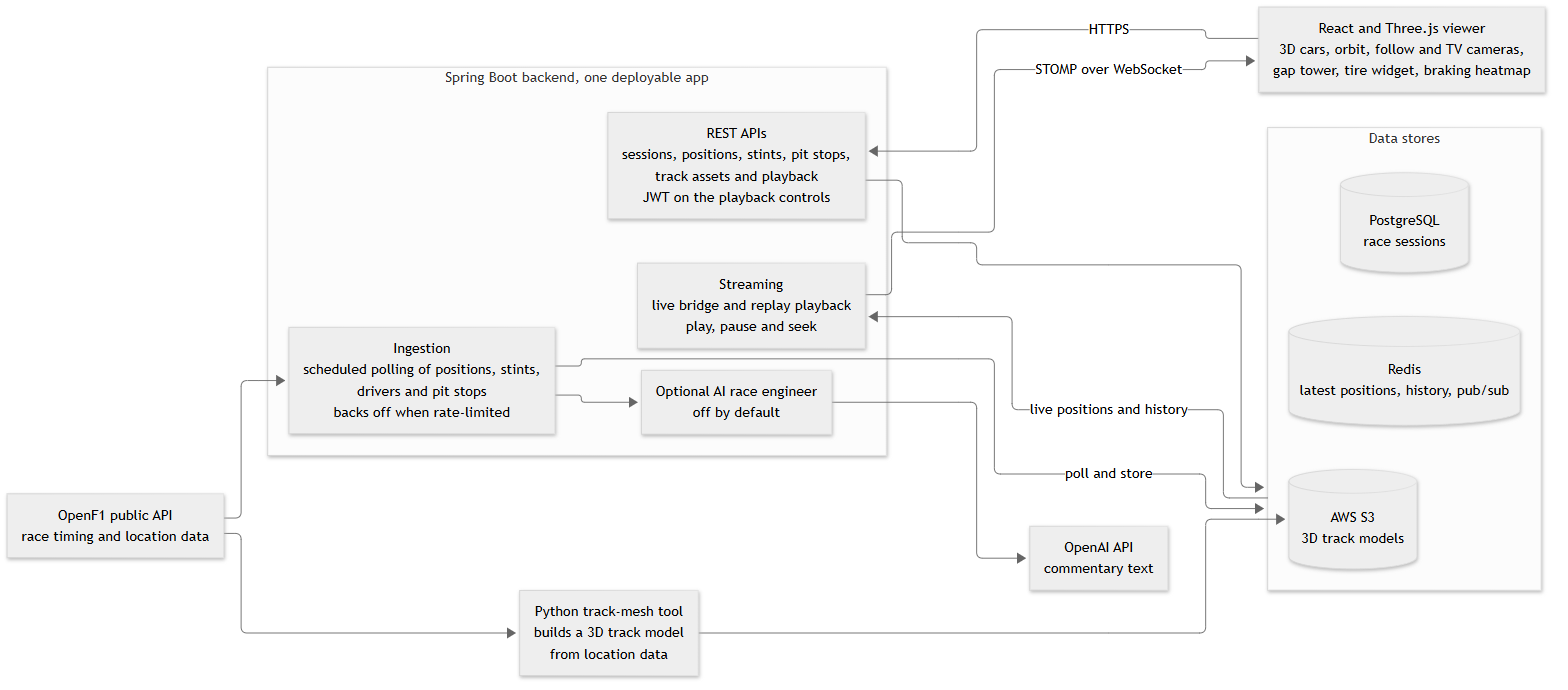 HTTPS
STOMP over WebSocket
React and Three.js viewer
3D cars, orbit, follow and TV cameras,
gap tower, tire widget, braking heatmap
Spring Boot backend, one deployable app
REST APIs
sessions, positions, stints, pit stops,
track assets and playback
JWT on the playback controls
Streaming
live bridge and replay playback
play, pause and seek
Ingestion
scheduled polling of positions, stints,
drivers and pit stops
backs off when rate-limited
Optional AI race engineer
off by default
Data stores
PostgreSQL
race sessions
Redis
latest positions, history, pub/sub
AWS S3
3D track models
live positions and history
poll and store
OpenF1 public API
race timing and location data
OpenAI API
commentary text
Python track-mesh tool
builds a 3D track model
from location data